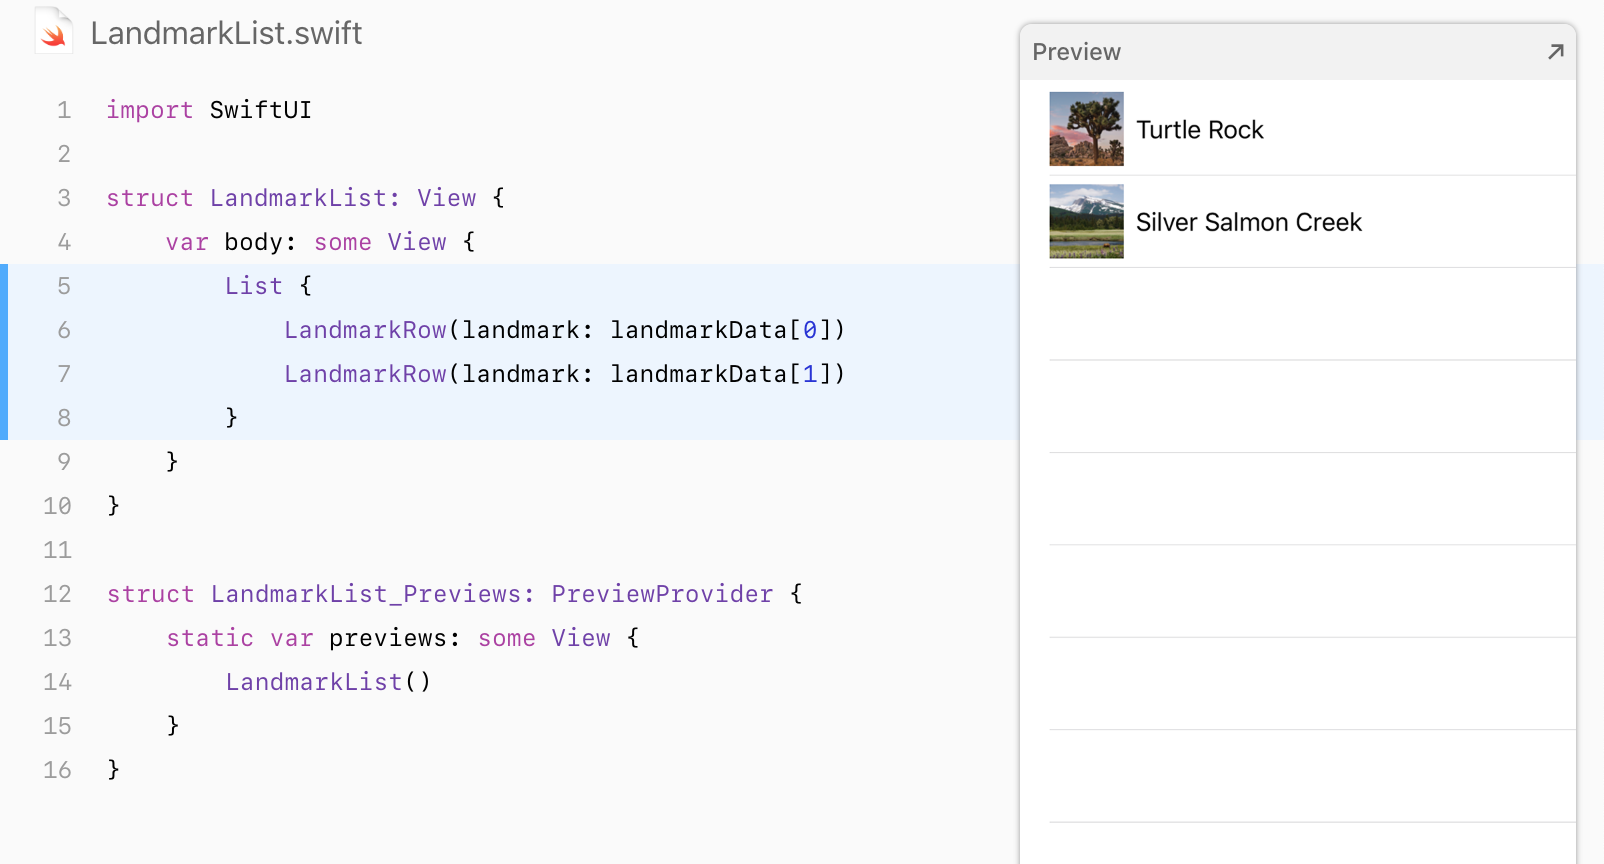 LandmarkList.swift
1 import SwiftUI
2
3 struct LandmarkList: View {
4     var body: some View {
5         List {
6             LandmarkRow(landmark: landmarkData[0])
7             LandmarkRow(landmark: landmarkData[1])
8         }
9     }
10 }
11
12 struct LandmarkList_Previews: PreviewProvider {
13     static var previews: some View {
14         LandmarkList()
15     }
16 }
Preview
Turtle Rock
Silver Salmon Creek